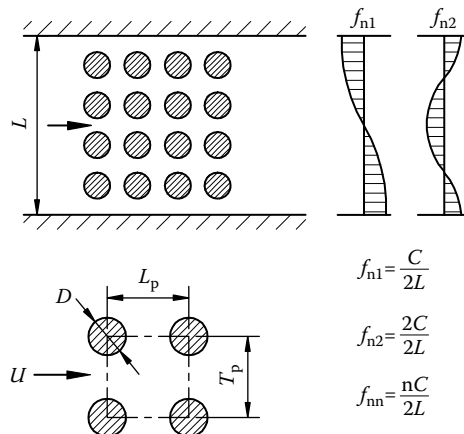 f_n1 f_n2
L
f_n1 = C/2L
L_p
D
f_n2 = 2C/2L
U
T_p
f_nn = nC/2L